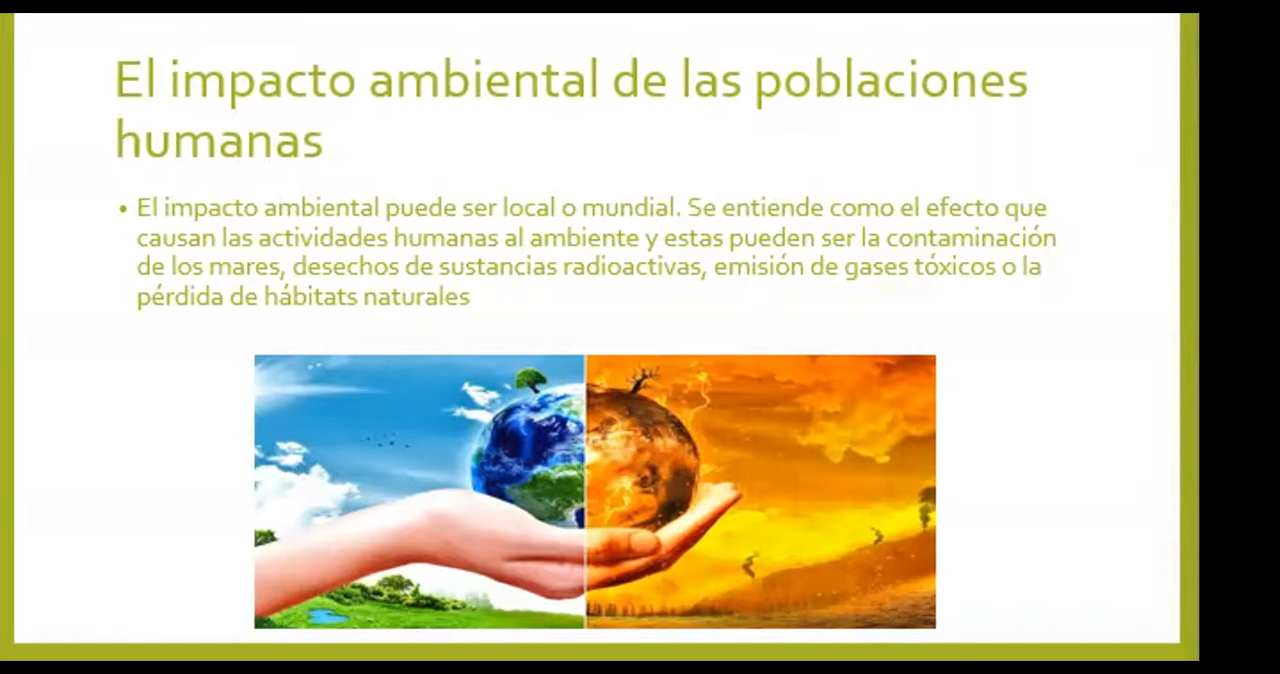 El impacto ambiental de las poblaciones
humanas
• El impacto ambiental puede ser local o mundial. Se entiende como el efecto que
causan las actividades humanas al ambiente y estas pueden ser la contaminación
de los mares, desechos de sustancias radioactivas, emisión de gases tóxicos o la
pérdida de hábitats naturales